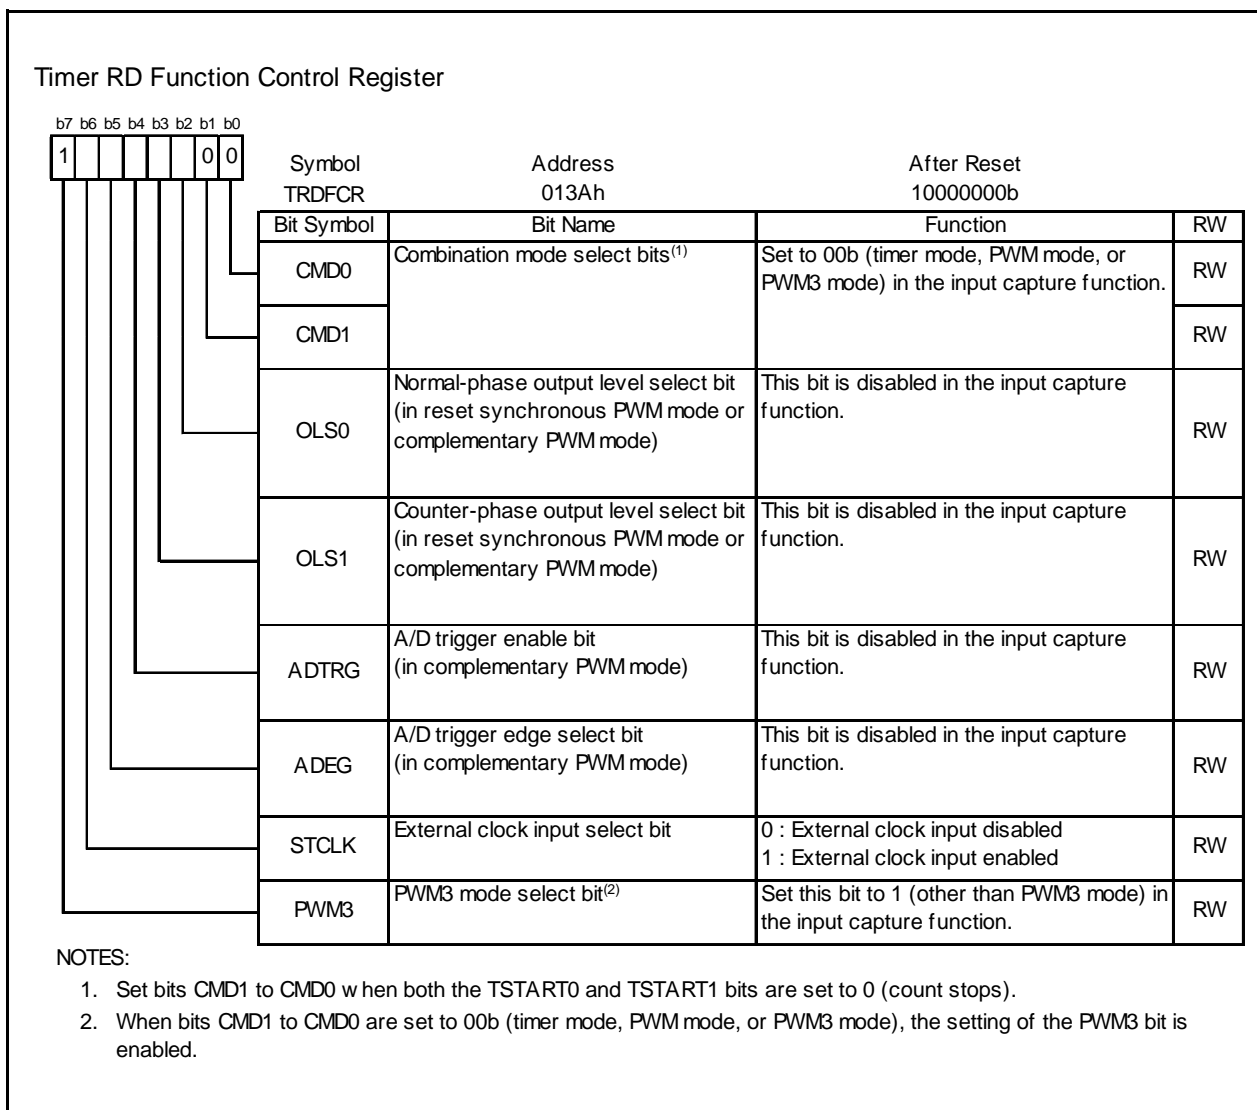 Timer RD Function Control Register
b7 b6 b5 b4 b3 b2 b1 b0
1 0 0
Symbol Address After Reset
TRDFCR 013Ah 10000000b
Bit Symbol Bit Name Function RW
CMD0 Combination mode select bits(1) Set to 00b (timer mode, PWM mode, or PWM3 mode) in the input capture function. RW
CMD1 RW
OLS0 Normal-phase output level select bit (in reset synchronous PWM mode or complementary PWM mode) This bit is disabled in the input capture function. RW
OLS1 Counter-phase output level select bit (in reset synchronous PWM mode or complementary PWM mode) This bit is disabled in the input capture function. RW
ADTRG A/D trigger enable bit (in complementary PWM mode) This bit is disabled in the input capture function. RW
ADEG A/D trigger edge select bit (in complementary PWM mode) This bit is disabled in the input capture function. RW
STCLK External clock input select bit 0 : External clock input disabled 1 : External clock input enabled RW
PWM3 PWM3 mode select bit(2) Set this bit to 1 (other than PWM3 mode) in the input capture function. RW
NOTES:
1. Set bits CMD1 to CMD0 when both the TSTART0 and TSTART1 bits are set to 0 (count stops).
2. When bits CMD1 to CMD0 are set to 00b (timer mode, PWM mode, or PWM3 mode), the setting of the PWM3 bit is
enabled.